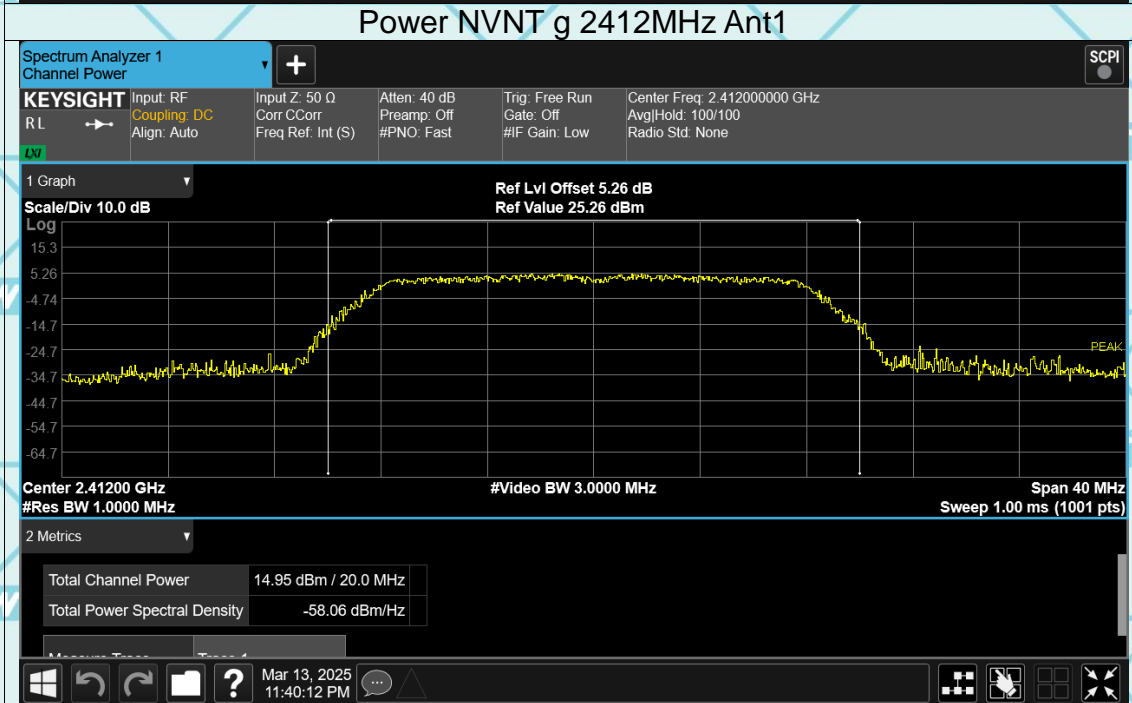 Power NVNT g 2412MHz Ant1
Spectrum Analyzer 1
Channel Power
+
SCPI
KEYSIGHT
R L
LXI
Input: RF
Coupling: DC
Align: Auto
Input Z: 50 Ω
Corr CCorr
Freq Ref: Int (S)
Atten: 40 dB
Preamp: Off
#PNO: Fast
Trig: Free Run
Gate: Off
#IF Gain: Low
Center Freq: 2.412000000 GHz
Avg|Hold: 100/100
Radio Std: None
1 Graph
Scale/Div 10.0 dB
Ref Lvl Offset 5.26 dB
Ref Value 25.26 dBm
Log
15.3
5.26
-4.74
-14.7
-24.7
-34.7
-44.7
-54.7
-64.7
PEAK
Center 2.41200 GHz
#Res BW 1.0000 MHz
#Video BW 3.0000 MHz
Span 40 MHz
Sweep 1.00 ms (1001 pts)
2 Metrics
Total Channel Power 14.95 dBm / 20.0 MHz
Total Power Spectral Density -58.06 dBm/Hz
Measure Trace Trace 1
?
Mar 13, 2025
11:40:12 PM